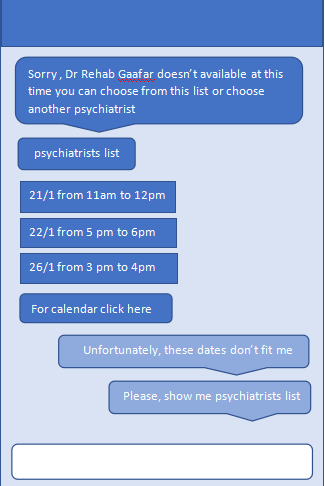 Sorry , Dr Rehab Gaafar doesn't available at this
time you can choose from this list or choose
another psychiatrist
psychiatrists list
21/1 from 11am to 12pm
22/1 from 5 pm to 6pm
26/1 from 3 pm to 4pm
For calendar click here
Unfortunately, these dates don't fit me
Please, show me psychiatrists list